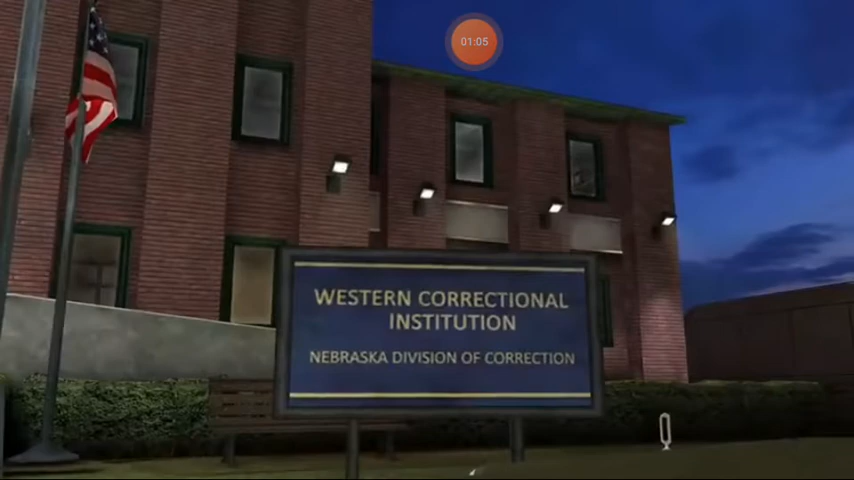 01:05
WESTERN CORRECTIONAL
INSTITUTION
NEBRASKA DIVISION OF CORRECTION